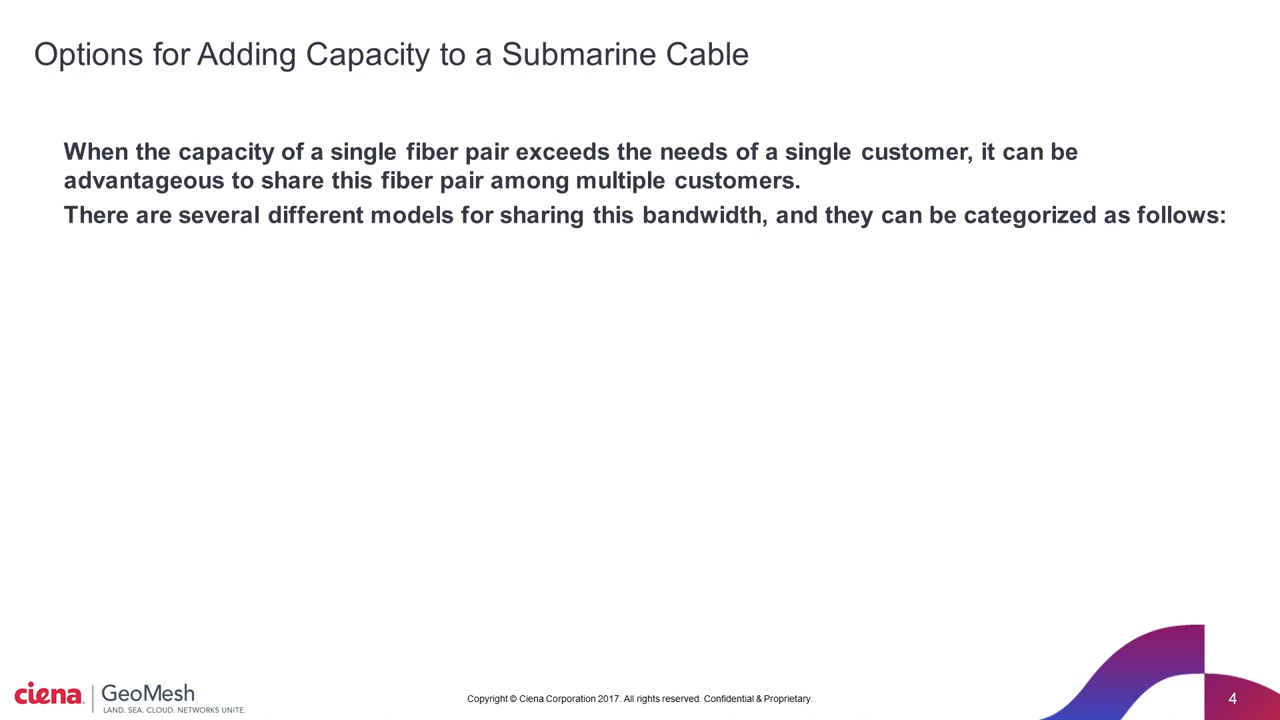 Options for Adding Capacity to a Submarine Cable
When the capacity of a single fiber pair exceeds the needs of a single customer, it can be
advantageous to share this fiber pair among multiple customers.
There are several different models for sharing this bandwidth, and they can be categorized as follows:
ciena. GeoMesh
LAND. SEA. CLOUD. NETWORKS UNITE.
Copyright © Ciena Corporation 2017. All rights reserved. Confidential & Proprietary.
4